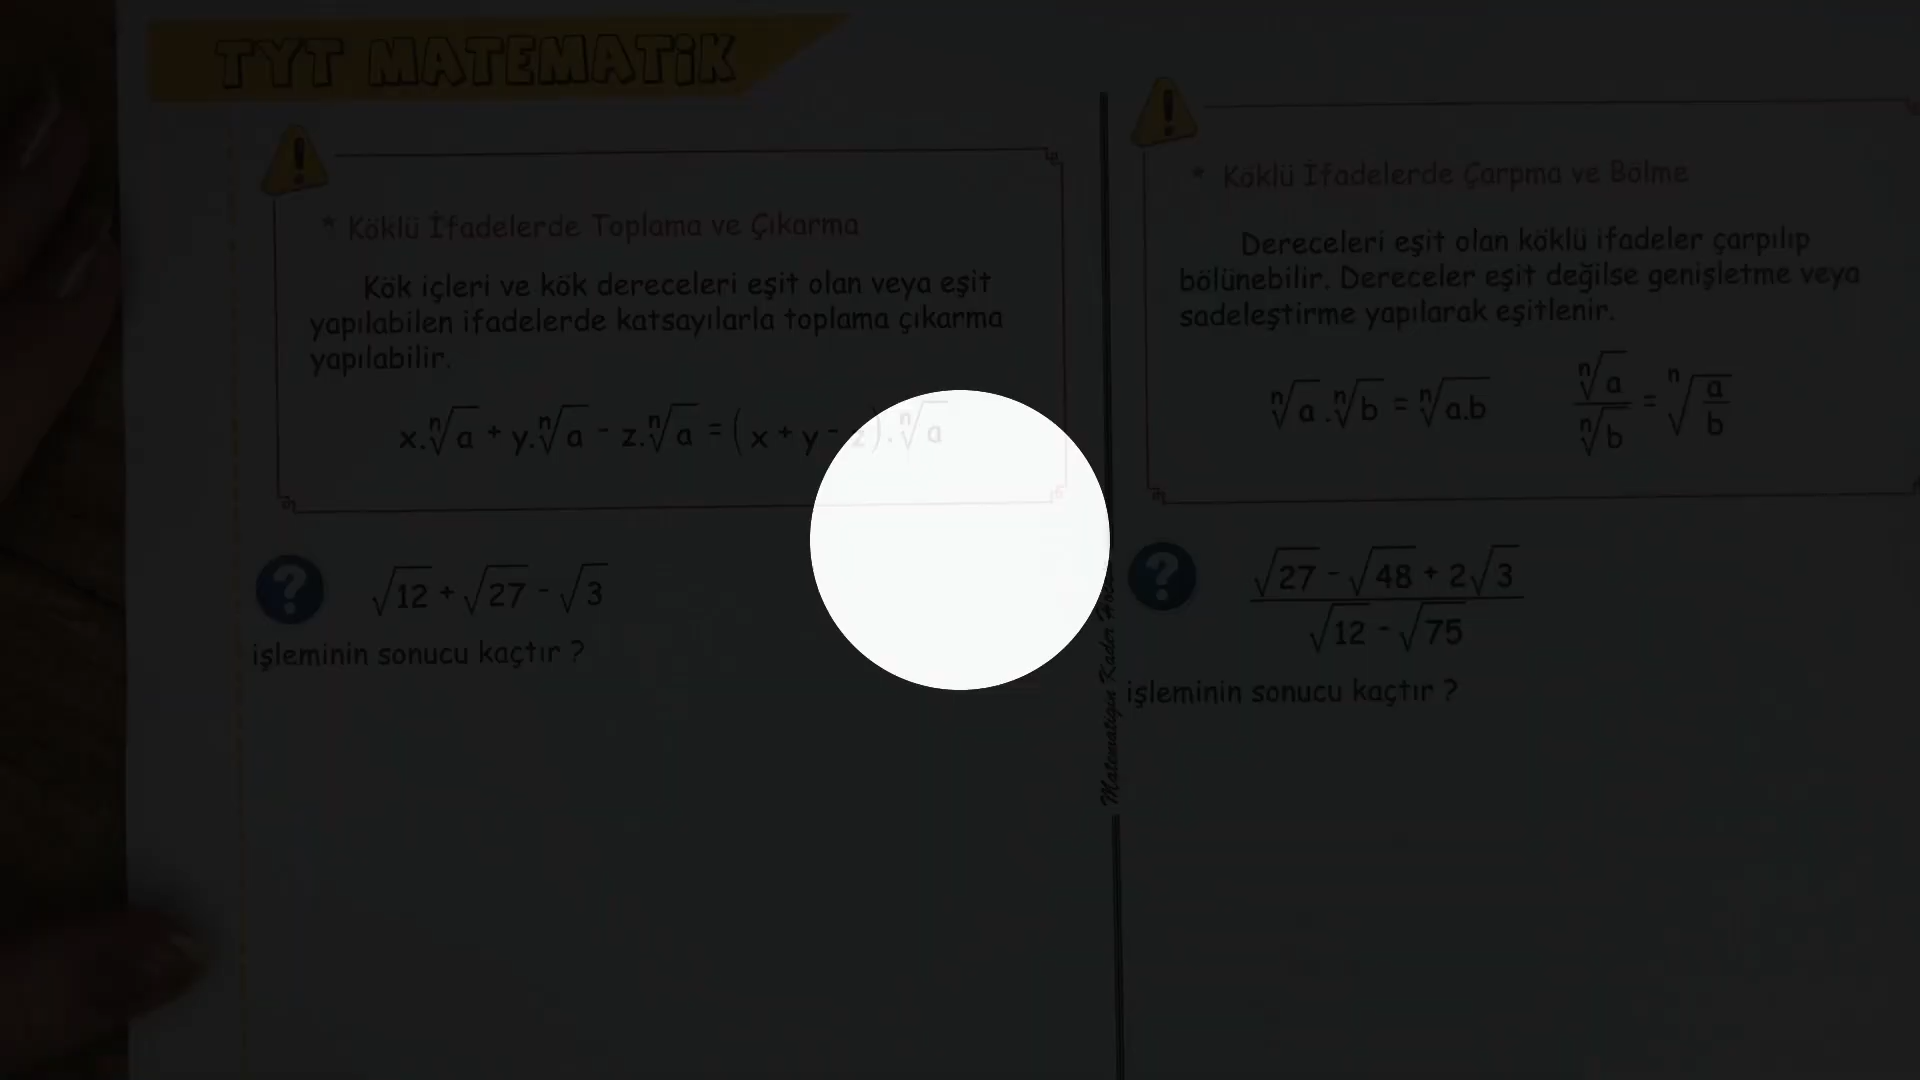 TYT MATEMATİK
* Köklü İfadelerde Toplama ve Çıkarma
Kök içleri ve kök dereceleri eşit olan veya eşit
yapılabilen ifadelerde katsayılarla toplama çıkarma
yapılabilir.
x.ⁿ√a + y.ⁿ√a - z.ⁿ√a = (x + y - z).ⁿ√a
√12 + √27 - √3
işleminin sonucu kaçtır ?
Matematiğin Kader
* Köklü İfadelerde Çarpma ve Bölme
Dereceleri eşit olan köklü ifadeler çarpılıp
bölünebilir. Dereceler eşit değilse genişletme veya
sadeleştirme yapılarak eşitlenir.
ⁿ√a .ⁿ√b = ⁿ√a.b   ⁿ√a / ⁿ√b = ⁿ√(a/b)
√27 - √48 + 2√3
√12 - √75
işleminin sonucu kaçtır ?